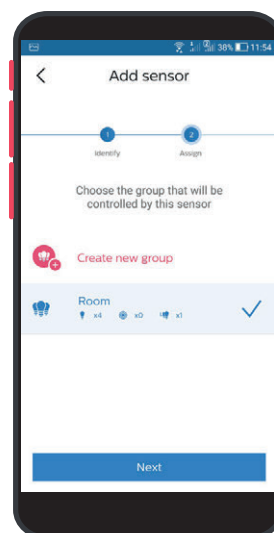 38% 11:54
Add sensor
1 2
Identify Assign
Choose the group that will be
controlled by this sensor
Create new group
Room
x4 x0 x1
Next